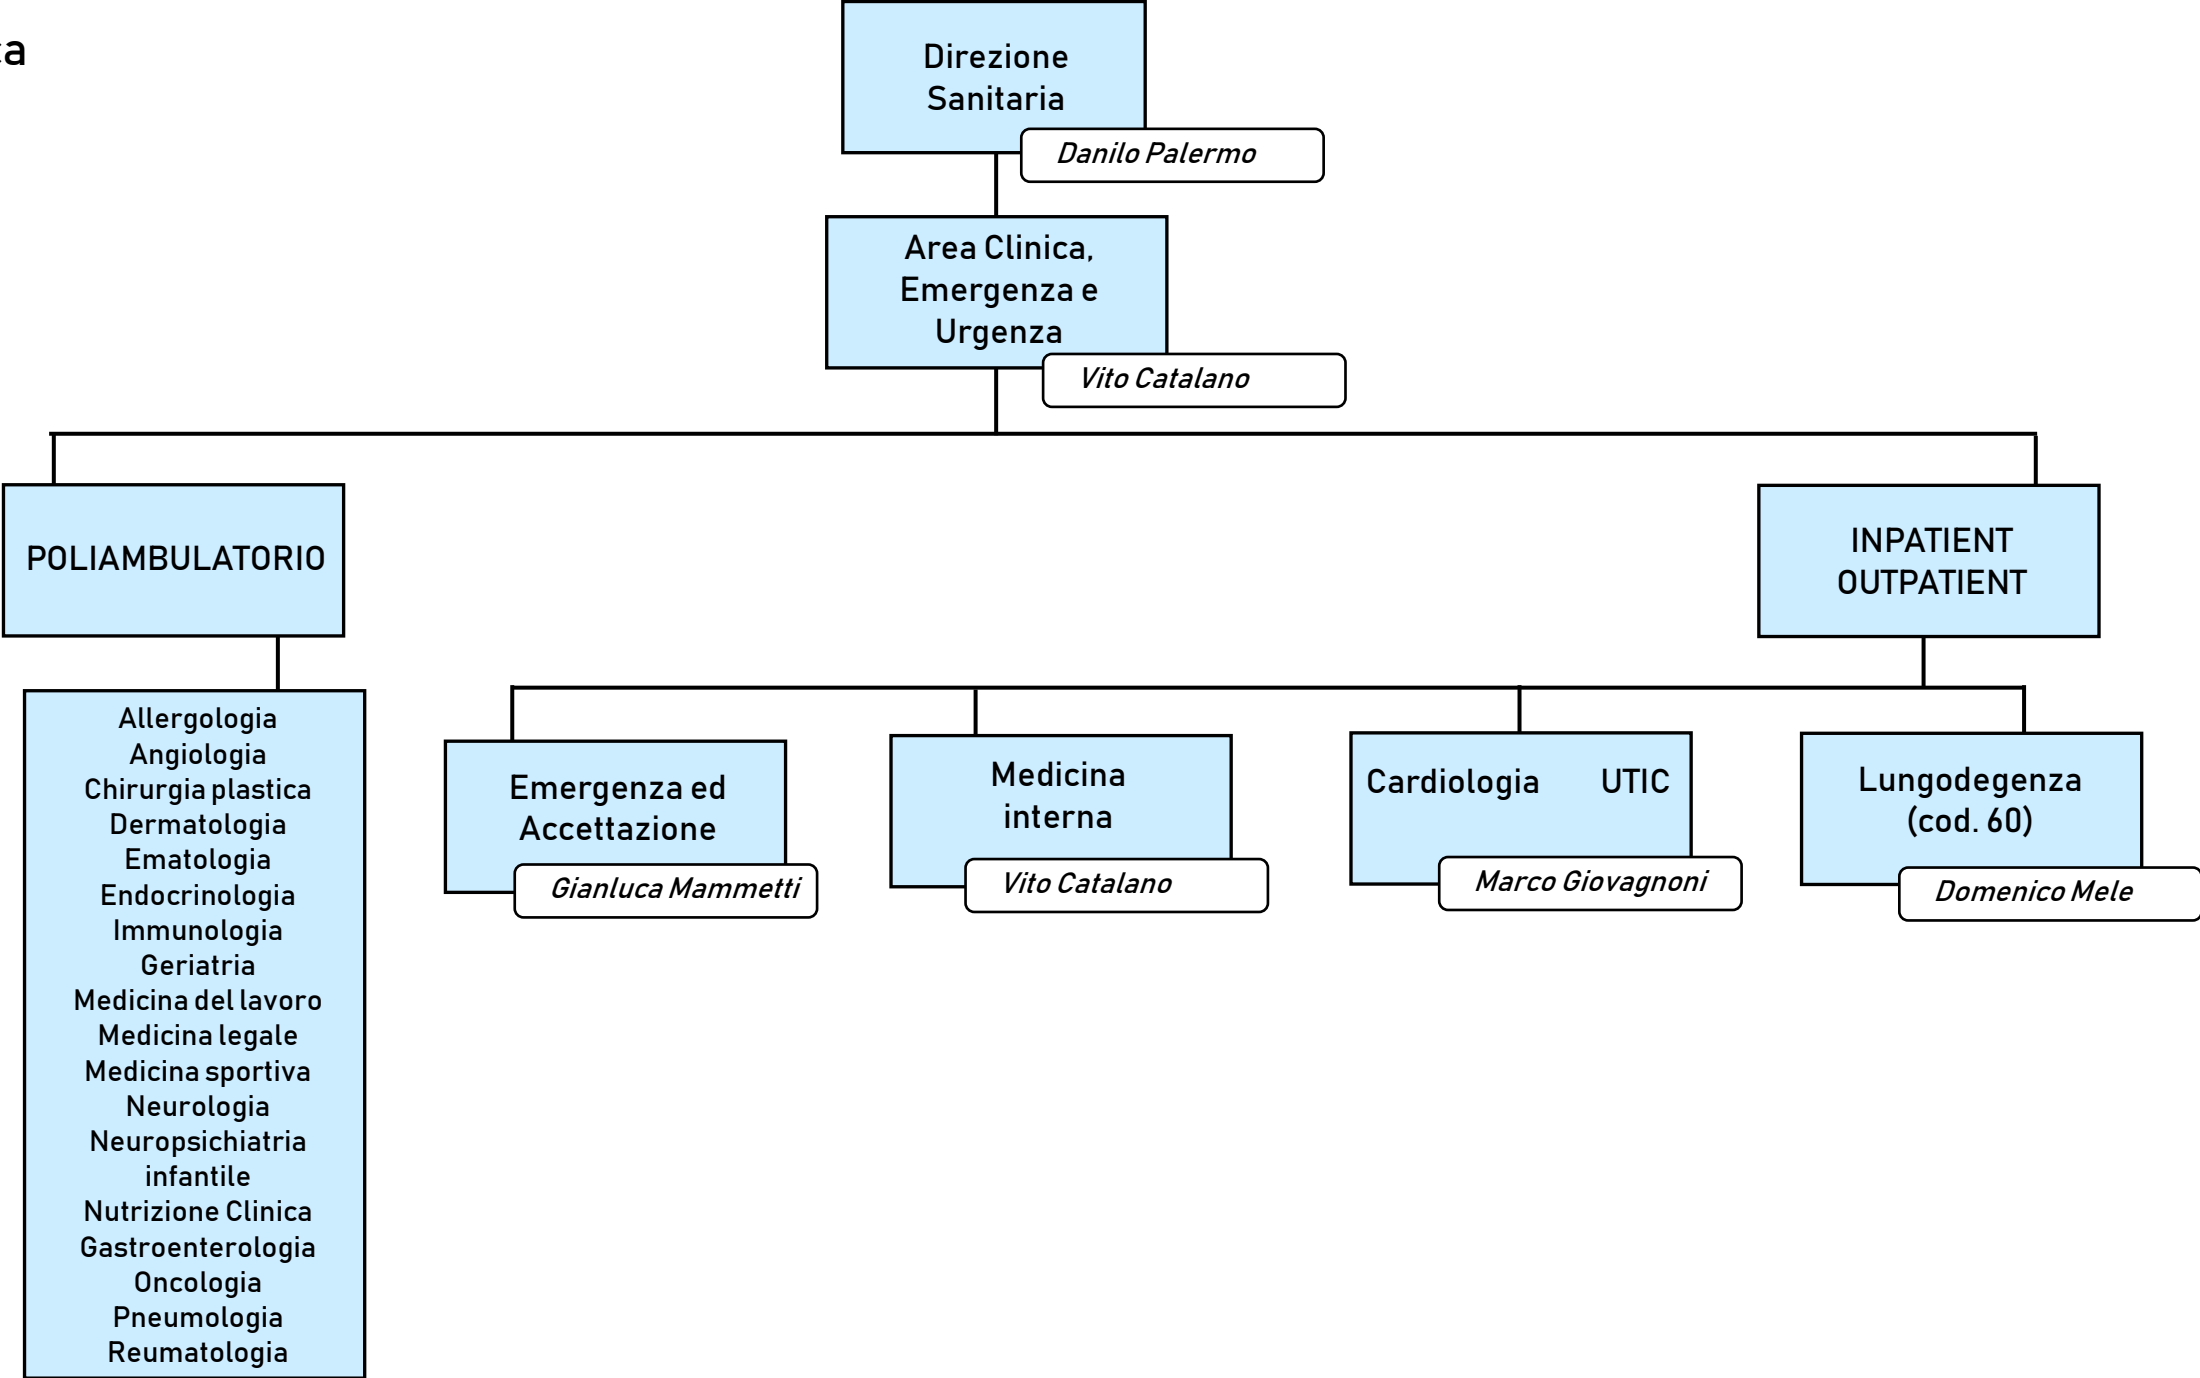 ca
Direzione
Sanitaria
Danilo Palermo
Area Clinica,
Emergenza e
Urgenza
Vito Catalano
POLIAMBULATORIO
INPATIENT
OUTPATIENT
Allergologia
Angiologia
Chirurgia plastica
Dermatologia
Ematologia
Endocrinologia
Immunologia
Geriatria
Medicina del lavoro
Medicina legale
Medicina sportiva
Neurologia
Neuropsichiatria
infantile
Nutrizione Clinica
Gastroenterologia
Oncologia
Pneumologia
Reumatologia
Emergenza ed
Accettazione
Gianluca Mammetti
Medicina
interna
Vito Catalano
Cardiologia UTIC
Marco Giovagnoni
Lungodegenza
(cod. 60)
Domenico Mele